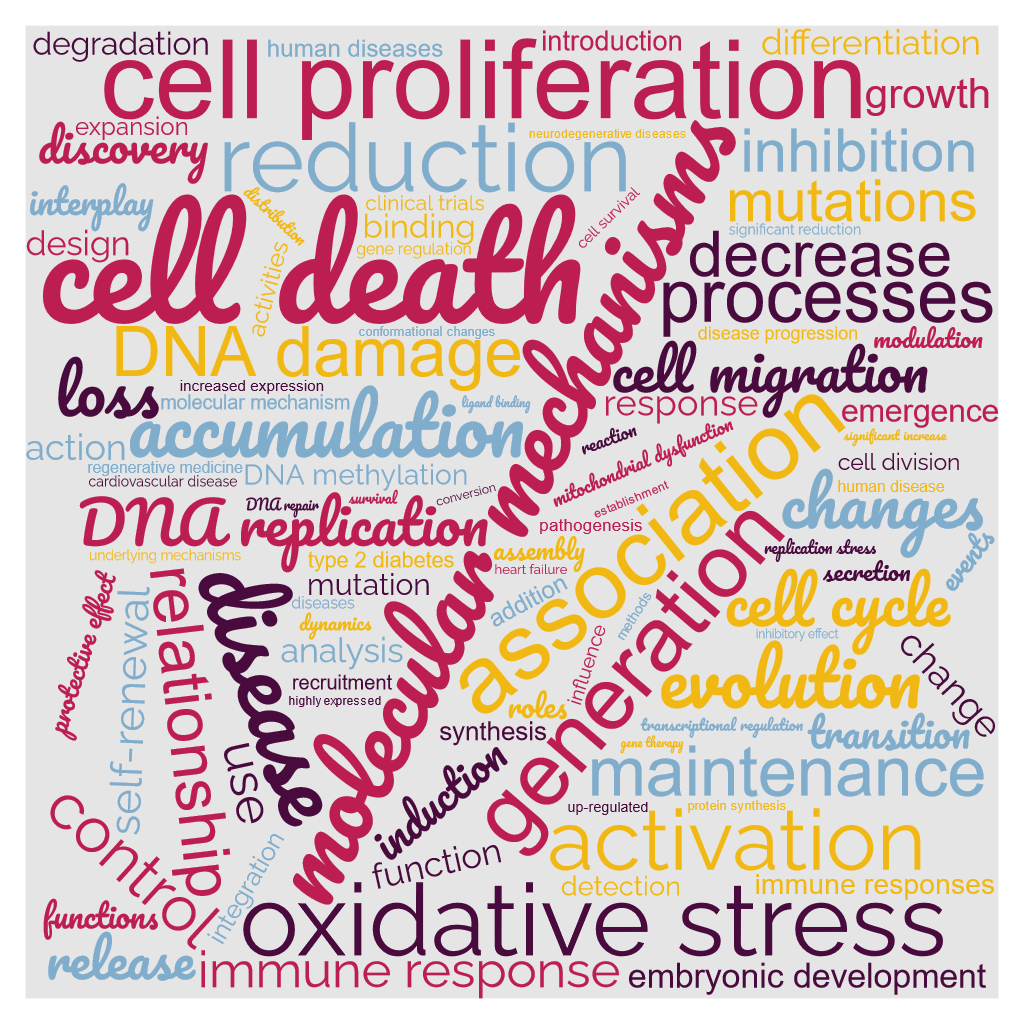 degradation
human diseases
introduction
differentiation
cell proliferation
growth
expansion
discovery
reduction
neurodegenerative diseases
inhibition
interplay
distribution
clinical trials
cell survival
mutations
binding
significant reduction
design
activities
gene regulation
decrease
cell death
processes
DNA damage
conformational changes
disease progression
modulation
molecular mechanisms
loss
increased expression
cell migration
molecular mechanism
ligand binding
response
emergence
accumulation
action
reaction
significant increase
regenerative medicine
DNA methylation
mitochondrial dysfunction
cell division
cardiovascular disease
human disease
DNA replication
DNA repair
survival
conversion
establishment
association
changes
pathogenesis
underlying mechanisms
type 2 diabetes
assembly
replication stress
events
heart failure
secretion
protective effect
self-renewal
relationship
disease
mutation
diseases
addition
methods
generation
cell cycle
dynamics
inhibitory effect
analysis
influence
change
recruitment
evolution
highly expressed
roles
use
synthesis
transcriptional regulation
transition
gene therapy
induction
maintenance
control
up-regulated
protein synthesis
integration
function
activation
detection
immune responses
functions
oxidative stress
release
immune response
embryonic development